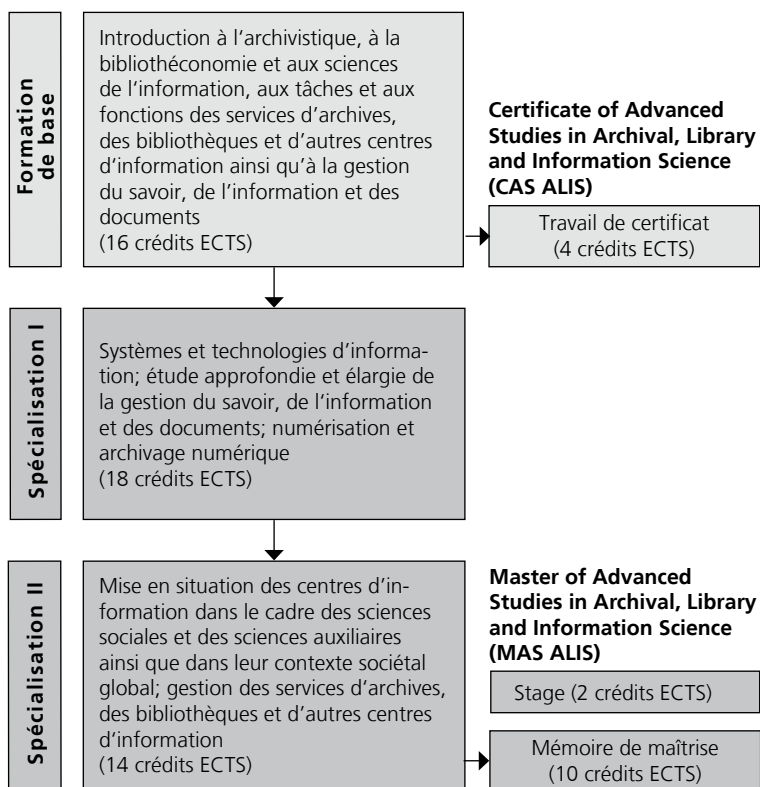 Formation
de base
Introduction à l'archivistique, à la
bibliothéconomie et aux sciences
de l'information, aux tâches et aux
fonctions des services d'archives,
des bibliothèques et d'autres centres
d'information ainsi qu'à la gestion
du savoir, de l'information et des
documents
(16 crédits ECTS)
Certificate of Advanced
Studies in Archival, Library
and Information Science
(CAS ALIS)
Travail de certificat
(4 crédits ECTS)
Spécialisation I
Systèmes et technologies d'informa-
tion; étude approfondie et élargie de
la gestion du savoir, de l'information
et des documents; numérisation et
archivage numérique
(18 crédits ECTS)
Spécialisation II
Mise en situation des centres d'in-
formation dans le cadre des sciences
sociales et des sciences auxiliaires
ainsi que dans leur contexte sociétal
global; gestion des services d'archives,
des bibliothèques et d'autres centres
d'information
(14 crédits ECTS)
Master of Advanced
Studies in Archival, Library
and Information Science
(MAS ALIS)
Stage (2 crédits ECTS)
Mémoire de maîtrise
(10 crédits ECTS)